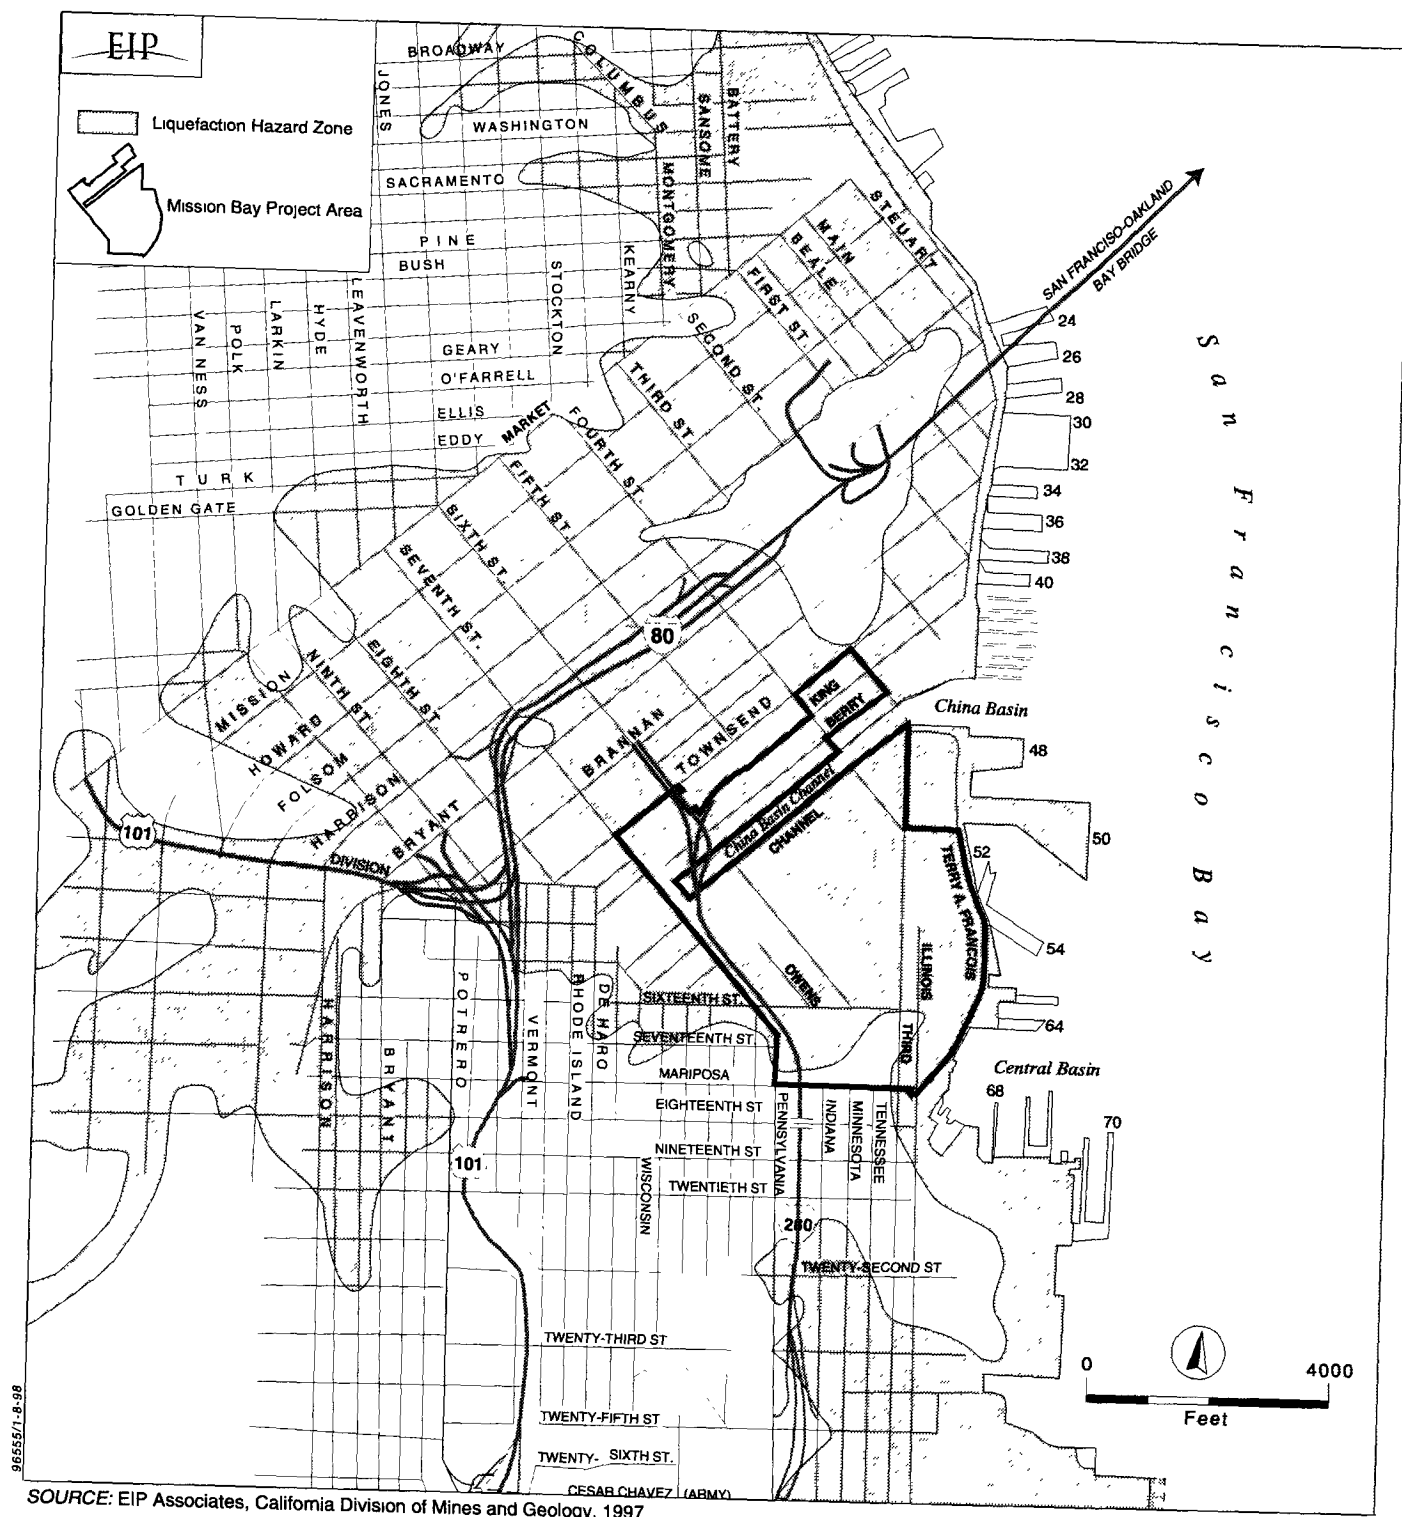 EIP
Liquefaction Hazard Zone
Mission Bay Project Area
BROADWAY
COLUMBUS
JONES
WASHINGTON
SANSOME
BATTERY
SACRAMENTO
MONTGOMERY
PINE
BUSH
STOCKTON
KEARNY
STEUART
MAIN
BEALE
FIRST ST.
SECOND ST.
THIRD ST.
FOURTH ST.
FIFTH ST.
SIXTH ST.
SEVENTH ST.
EIGHTH ST.
NINTH ST.
VAN NESS
POLK
LARKIN
HYDE
LEAVENWORTH
GEARY
O'FARRELL
ELLIS
EDDY
MARKET
TURK
GOLDEN GATE
SAN FRANCISO-OAKLAND
BAY BRIDGE
24
26
28
30
32
34
36
38
40
San Francisco Bay
80
MISSION
HOWARD
FOLSOM
HARRISON
BRYANT
BRANNAN
TOWNSEND
KING
BERRY
China Basin
China Basin Channel
CHANNEL
48
50
52
54
64
101
DIVISION
TERRY A. FRANCOIS
ILLINOIS
OWENS
THIRD
HARRISON
BRYANT
POTRERO
VERMONT
RHODE ISLAND
DE HARO
SIXTEENTH ST.
SEVENTEENTH ST.
MARIPOSA
EIGHTEENTH ST
NINETEENTH ST
TWENTIETH ST
WISCONSIN
PENNSYLVANIA
INDIANA
MINNESOTA
TENNESSEE
Central Basin
68
70
101
280
TWENTY-SECOND ST
TWENTY-THIRD ST
TWENTY-FIFTH ST
TWENTY- SIXTH ST.
CESAR CHAVEZ (ARMY)
0
4000
Feet
96555/1-8-98
SOURCE: EIP Associates, California Division of Mines and Geology, 1997